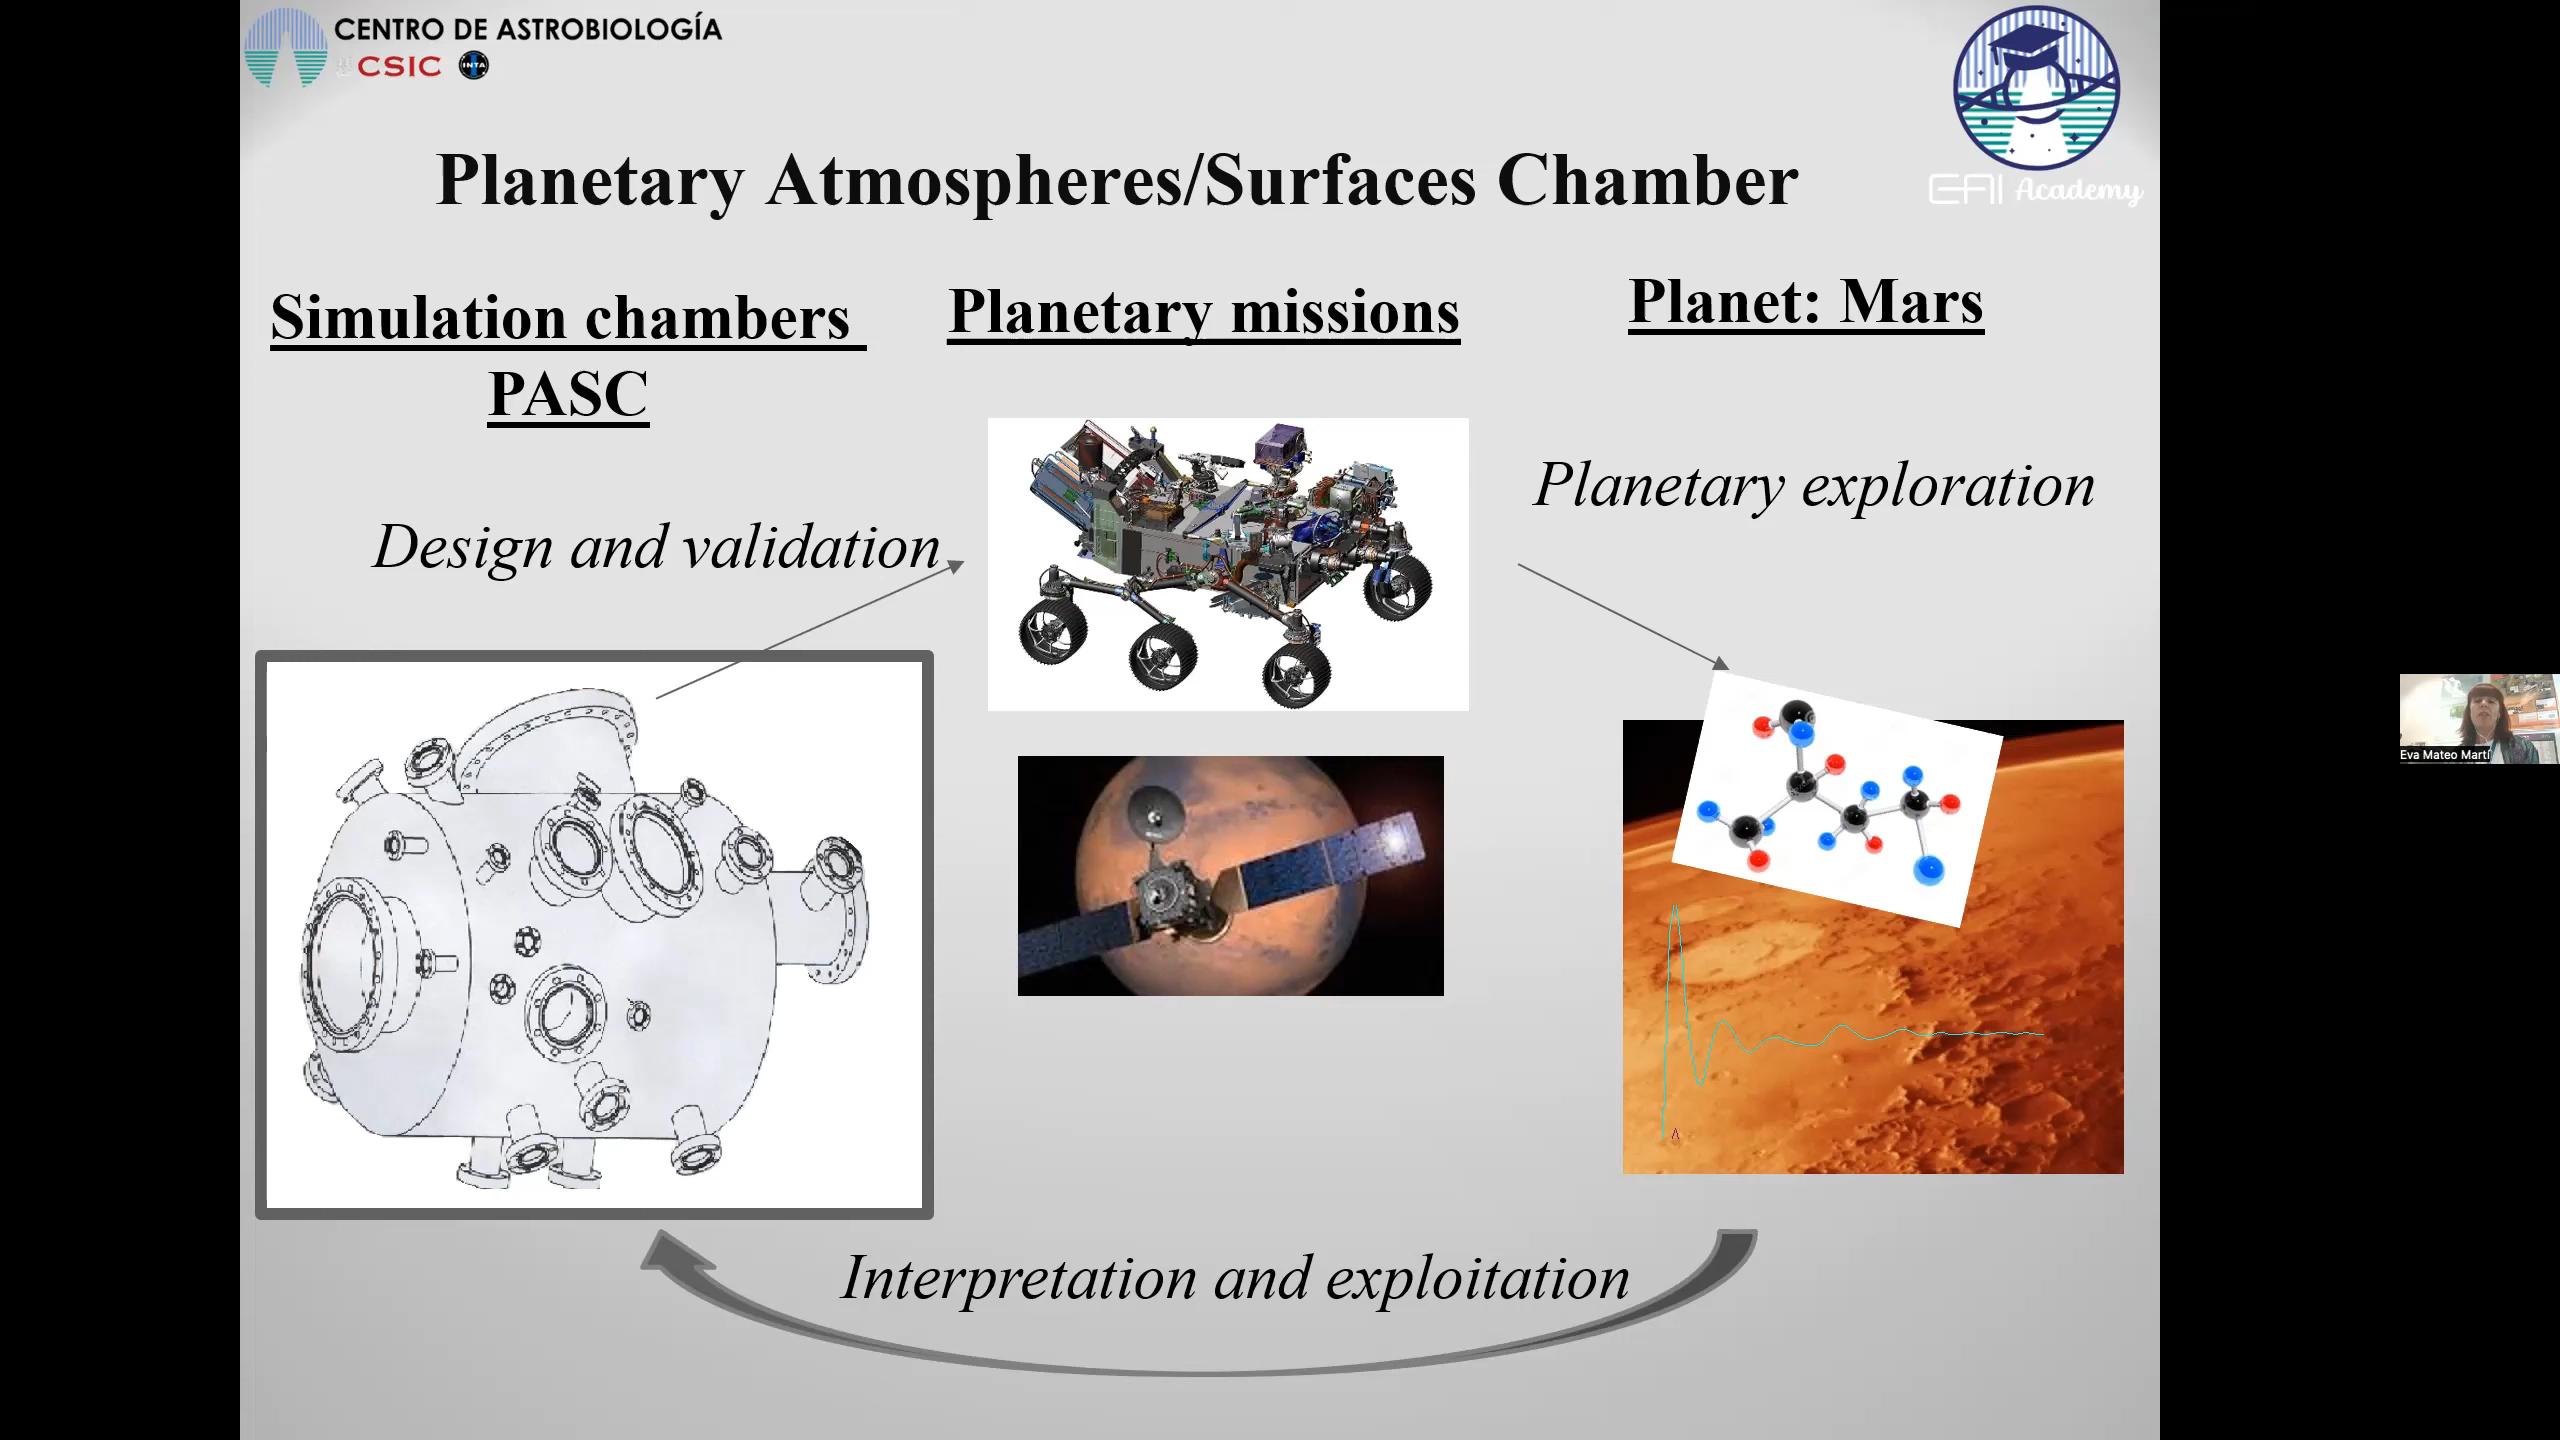 CENTRO DE ASTROBIOLOGÍA
CSIC INTA
EAI Academy
Planetary Atmospheres/Surfaces Chamber
Simulation chambers
PASC
Planetary missions
Planet: Mars
Design and validation
Planetary exploration
Interpretation and exploitation
Eva Mateo Martí